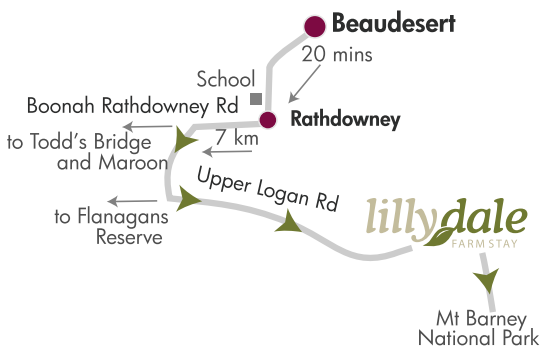 Beaudesert
20 mins
School
Boonah Rathdowney Rd
Rathdowney
7 km
to Todd's Bridge
and Maroon
Upper Logan Rd
to Flanagans
Reserve
lillydale
FARM STAY
Mt Barney
National Park